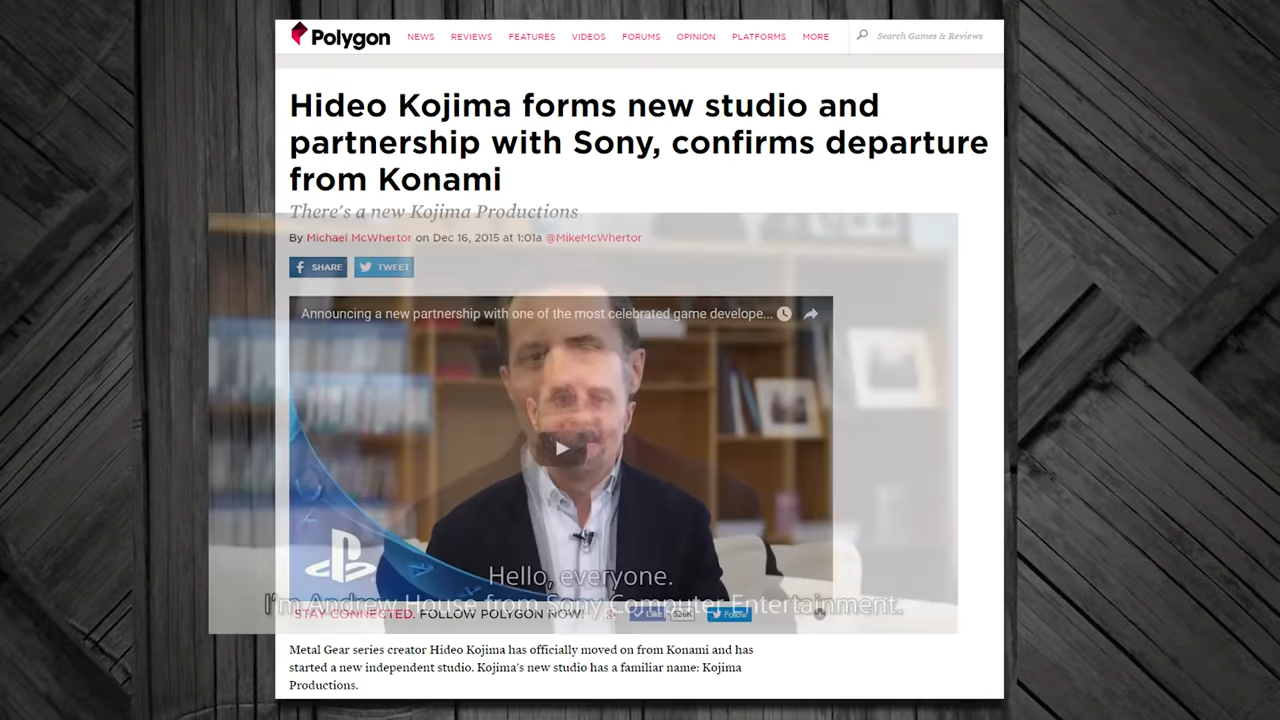 Polygon
NEWS REVIEWS FEATURES VIDEOS FORUMS OPINION PLATFORMS MORE Search Games & Reviews
Hideo Kojima forms new studio and
partnership with Sony, confirms departure
from Konami
There's a new Kojima Productions
By Michael McWhertor on Dec 16, 2015 at 1:01a @MikeMcWhertor
SHARE TWEET
Announcing a new partnership with one of the most celebrated game develope...
Hello, everyone.
I'm Andrew House from Sony Computer Entertainment.
STAY CONNECTED. FOLLOW POLYGON NOW! Like 526K Follow
Metal Gear series creator Hideo Kojima has officially moved on from Konami and has
started a new independent studio. Kojima's new studio has a familiar name: Kojima
Productions.